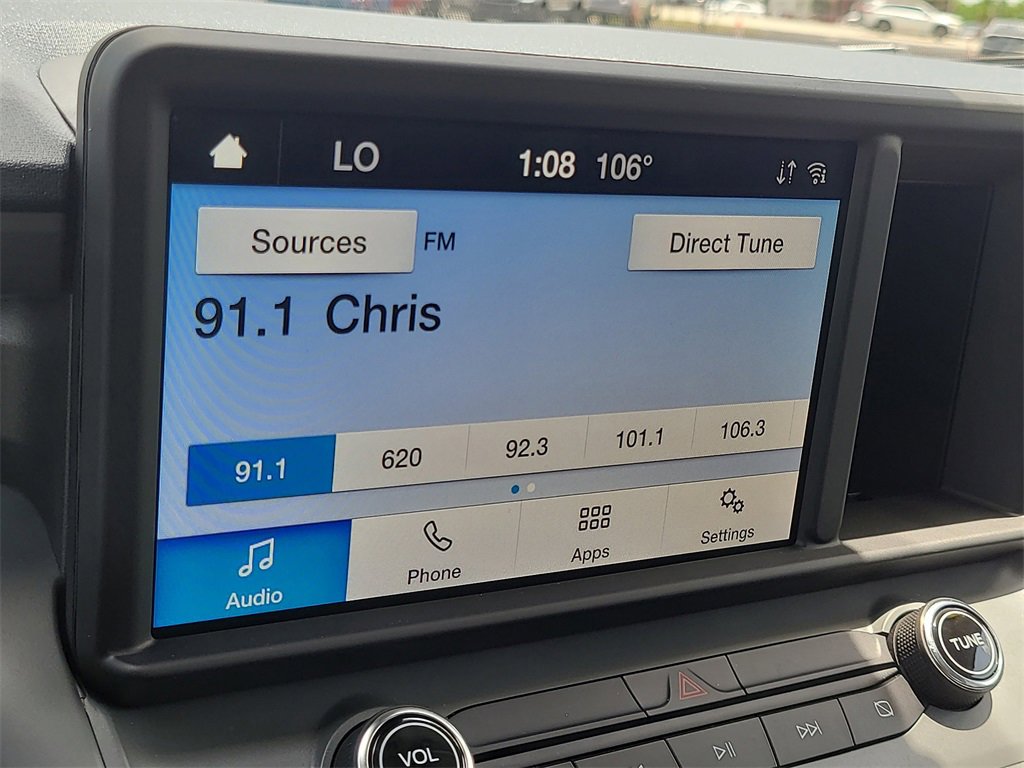 LO 1:08 106°
Sources FM Direct Tune
91.1 Chris
91.1 620 92.3 101.1 106.3
Audio Phone Apps Settings
TUNE
VOL